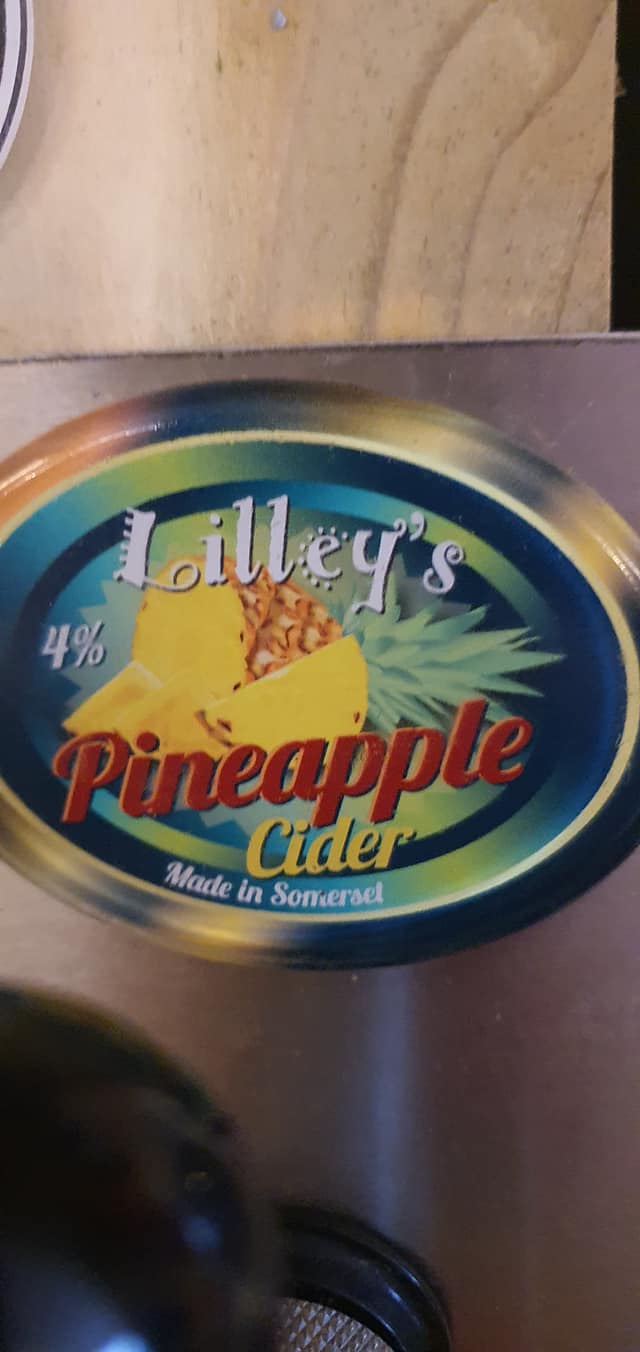 Lilley's
4%
Pineapple
Cider
Made in Somerset